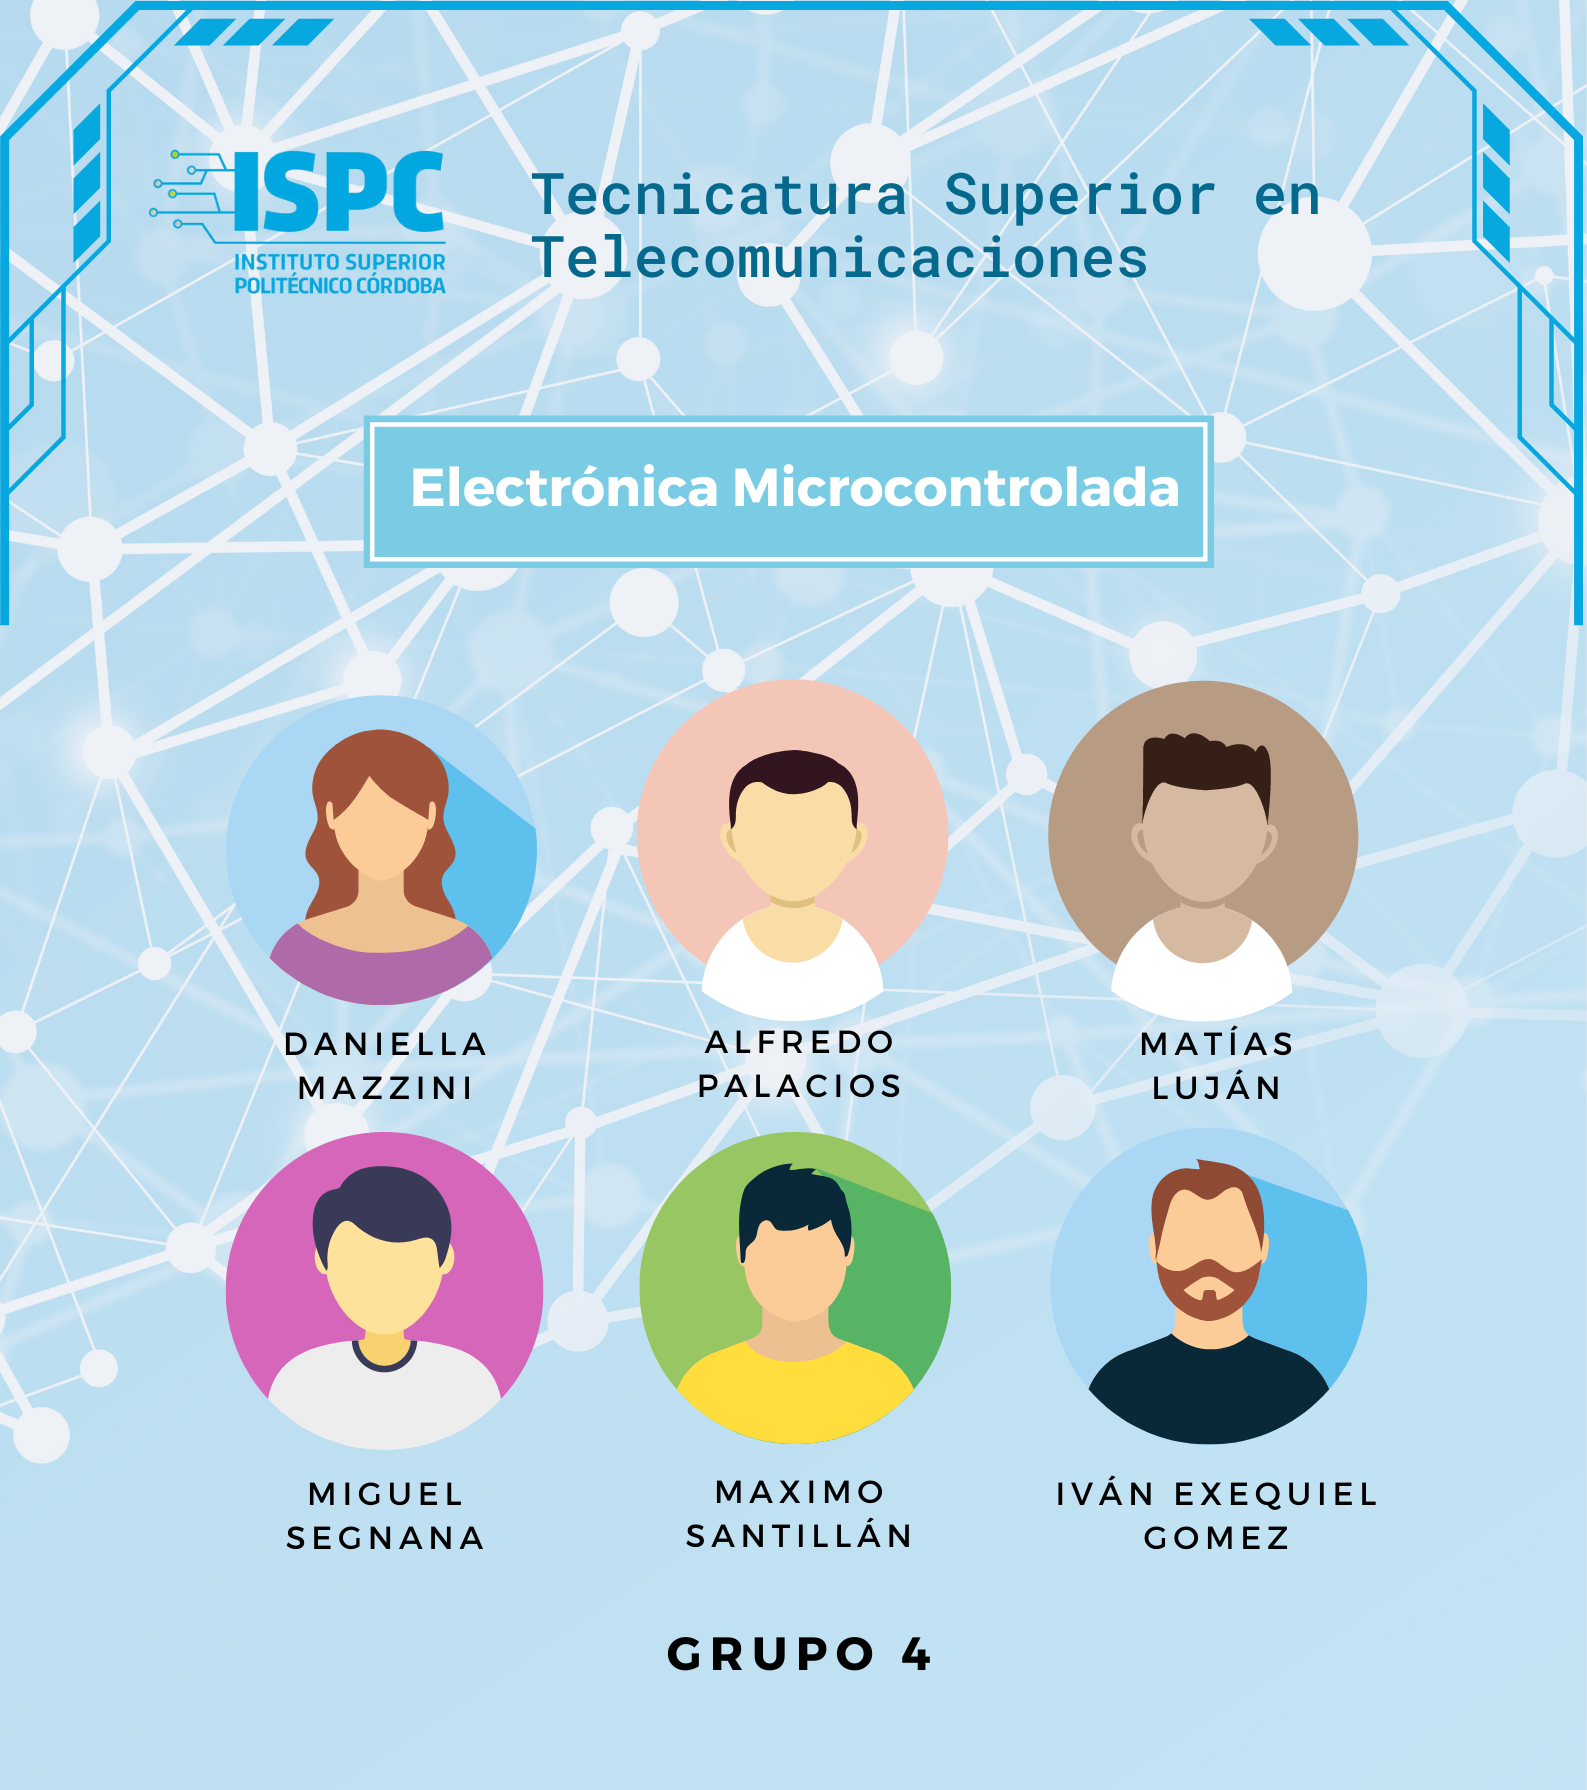 ISPC
INSTITUTO SUPERIOR
POLITÉCNICO CÓRDOBA
Tecnicatura Superior en
Telecomunicaciones
Electrónica Microcontrolada
DANIELLA
MAZZINI
ALFREDO
PALACIOS
MATÍAS
LUJÁN
MIGUEL
SEGNANA
MAXIMO
SANTILLÁN
IVÁN EXEQUIEL
GOMEZ
GRUPO 4